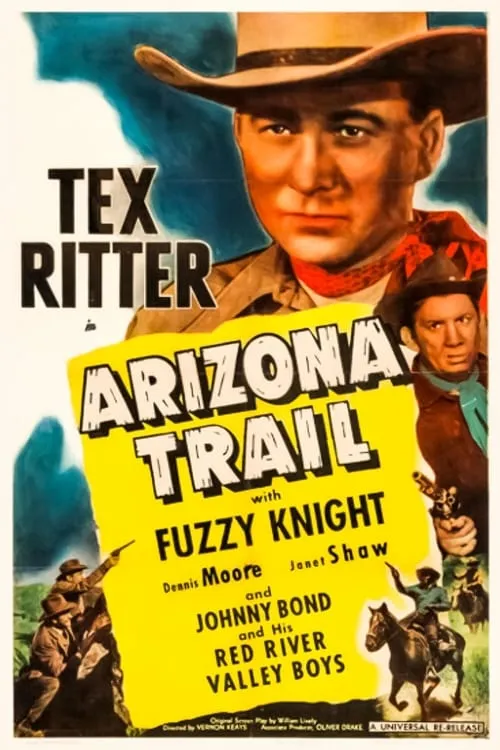 TEX
RITTER
in
ARIZONA
TRAIL
with
FUZZY KNIGHT
Dennis Moore Janet Shaw
and
JOHNNY BOND
and His
RED RIVER
VALLEY BOYS
Original Screen Play by William Lively
Directed by VERNON KEAYS Associate Producer, OLIVER DRAKE
A UNIVERSAL RE-RELEASE